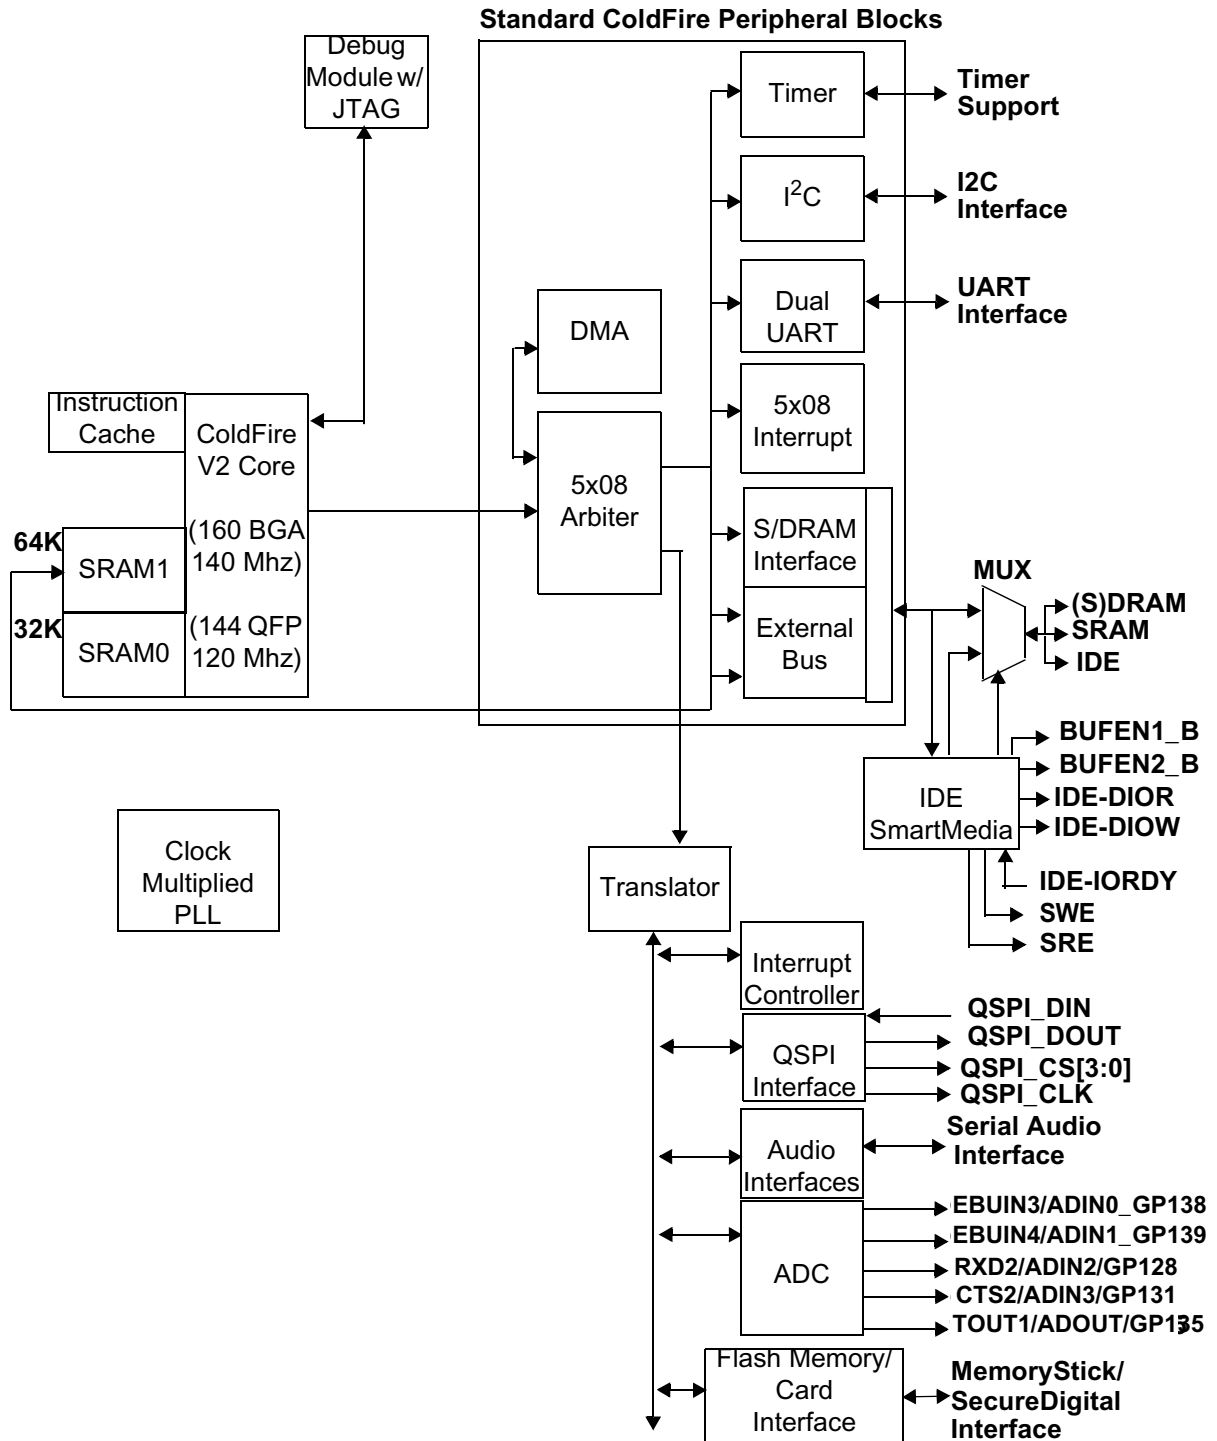 Standard ColdFire Peripheral Blocks
Debug
Module w/
JTAG
Timer
Timer
Support
I2C
I2C
Interface
Dual
UART
UART
Interface
DMA
5x08
Interrupt
Instruction
Cache
ColdFire
V2 Core
5x08
Arbiter
(160 BGA
140 Mhz)
64K
SRAM1
S/DRAM
Interface
MUX
(S)DRAM
SRAM
IDE
32K
SRAM0
(144 QFP
120 Mhz)
External
Bus
BUFEN1_B
BUFEN2_B
IDE-DIOR
IDE-DIOW
IDE
SmartMedia
IDE-IORDY
SWE
SRE
Clock
Multiplied
PLL
Translator
Interrupt
Controller
QSPI_DIN
QSPI_DOUT
QSPI_CS[3:0]
QSPI_CLK
QSPI
Interface
Serial Audio
Interface
Audio
Interfaces
EBUIN3/ADIN0_GP138
EBUIN4/ADIN1_GP139
RXD2/ADIN2/GP128
CTS2/ADIN3/GP131
TOUT1/ADOUT/GP135
ADC
Flash Memory/
Card
Interface
MemoryStick/
SecureDigital
Interface